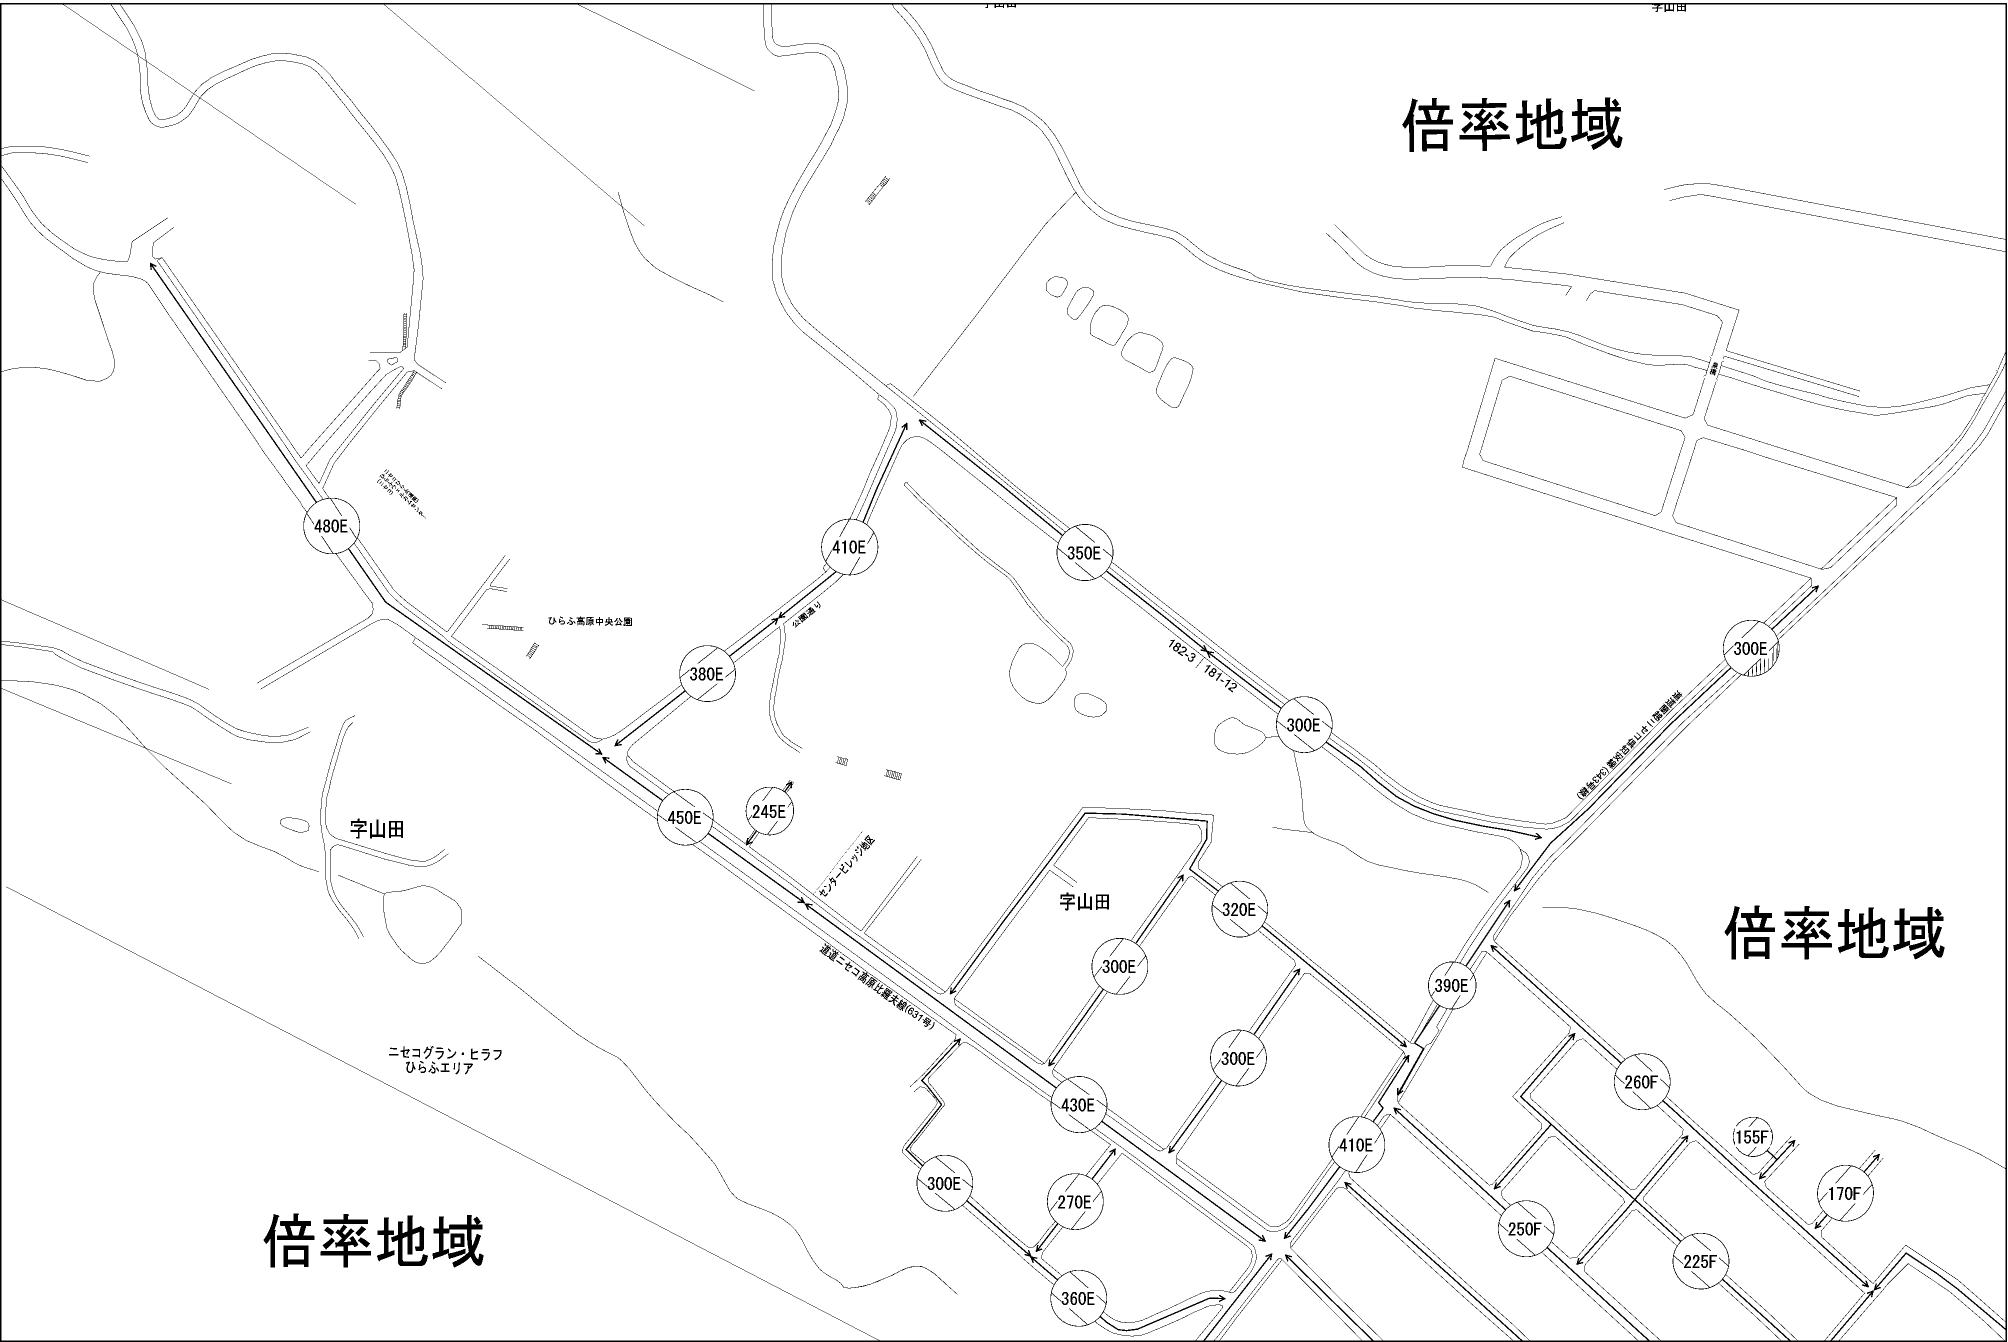 字山田
倍率地域
480E
410E
350E
ひらふ高原中央公園
公園通り
380E
182-3
181-12
300E
300E
450E
245E
字山田
センタービレッジ地区
字山田
320E
倍率地域
300E
390E
道道ニセコ高原比羅夫線(631号)
ニセコグラン・ヒラフ
ひらふエリア
300E
260F
430E
155F
410E
300E
270E
170F
250F
倍率地域
225F
360E